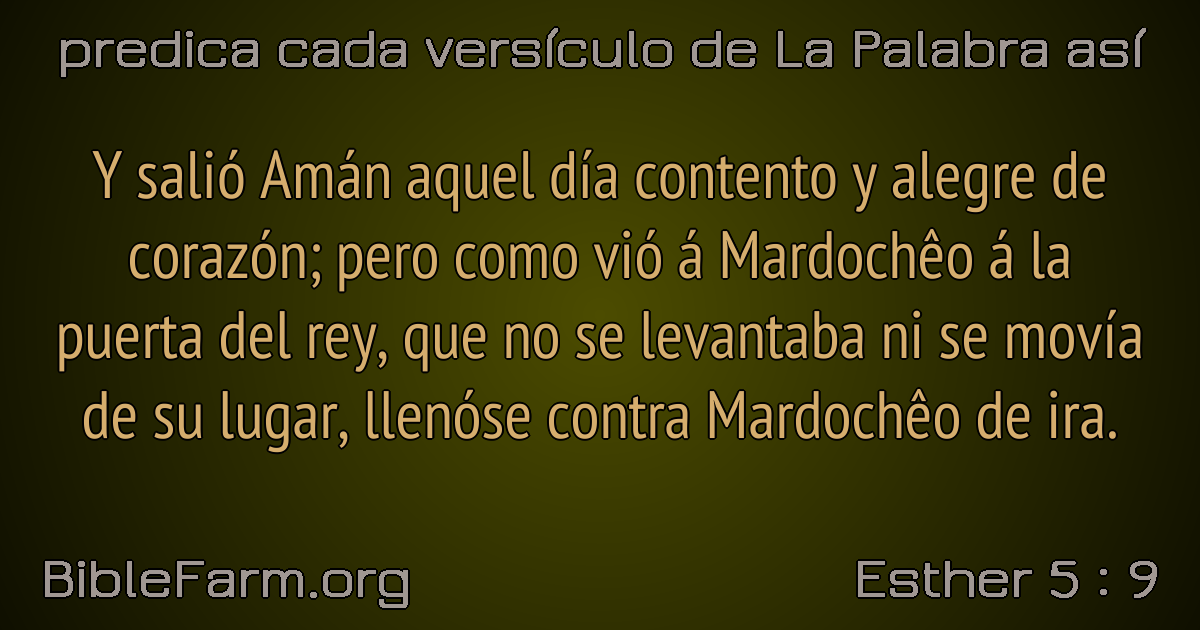 predica cada versículo de La Palabra así
Y salió Amán aquel día contento y alegre de
corazón; pero como vió á Mardochêo á la
puerta del rey, que no se levantaba ni se movía
de su lugar, llenóse contra Mardochêo de ira.
BibleFarm.org
Esther 5 : 9